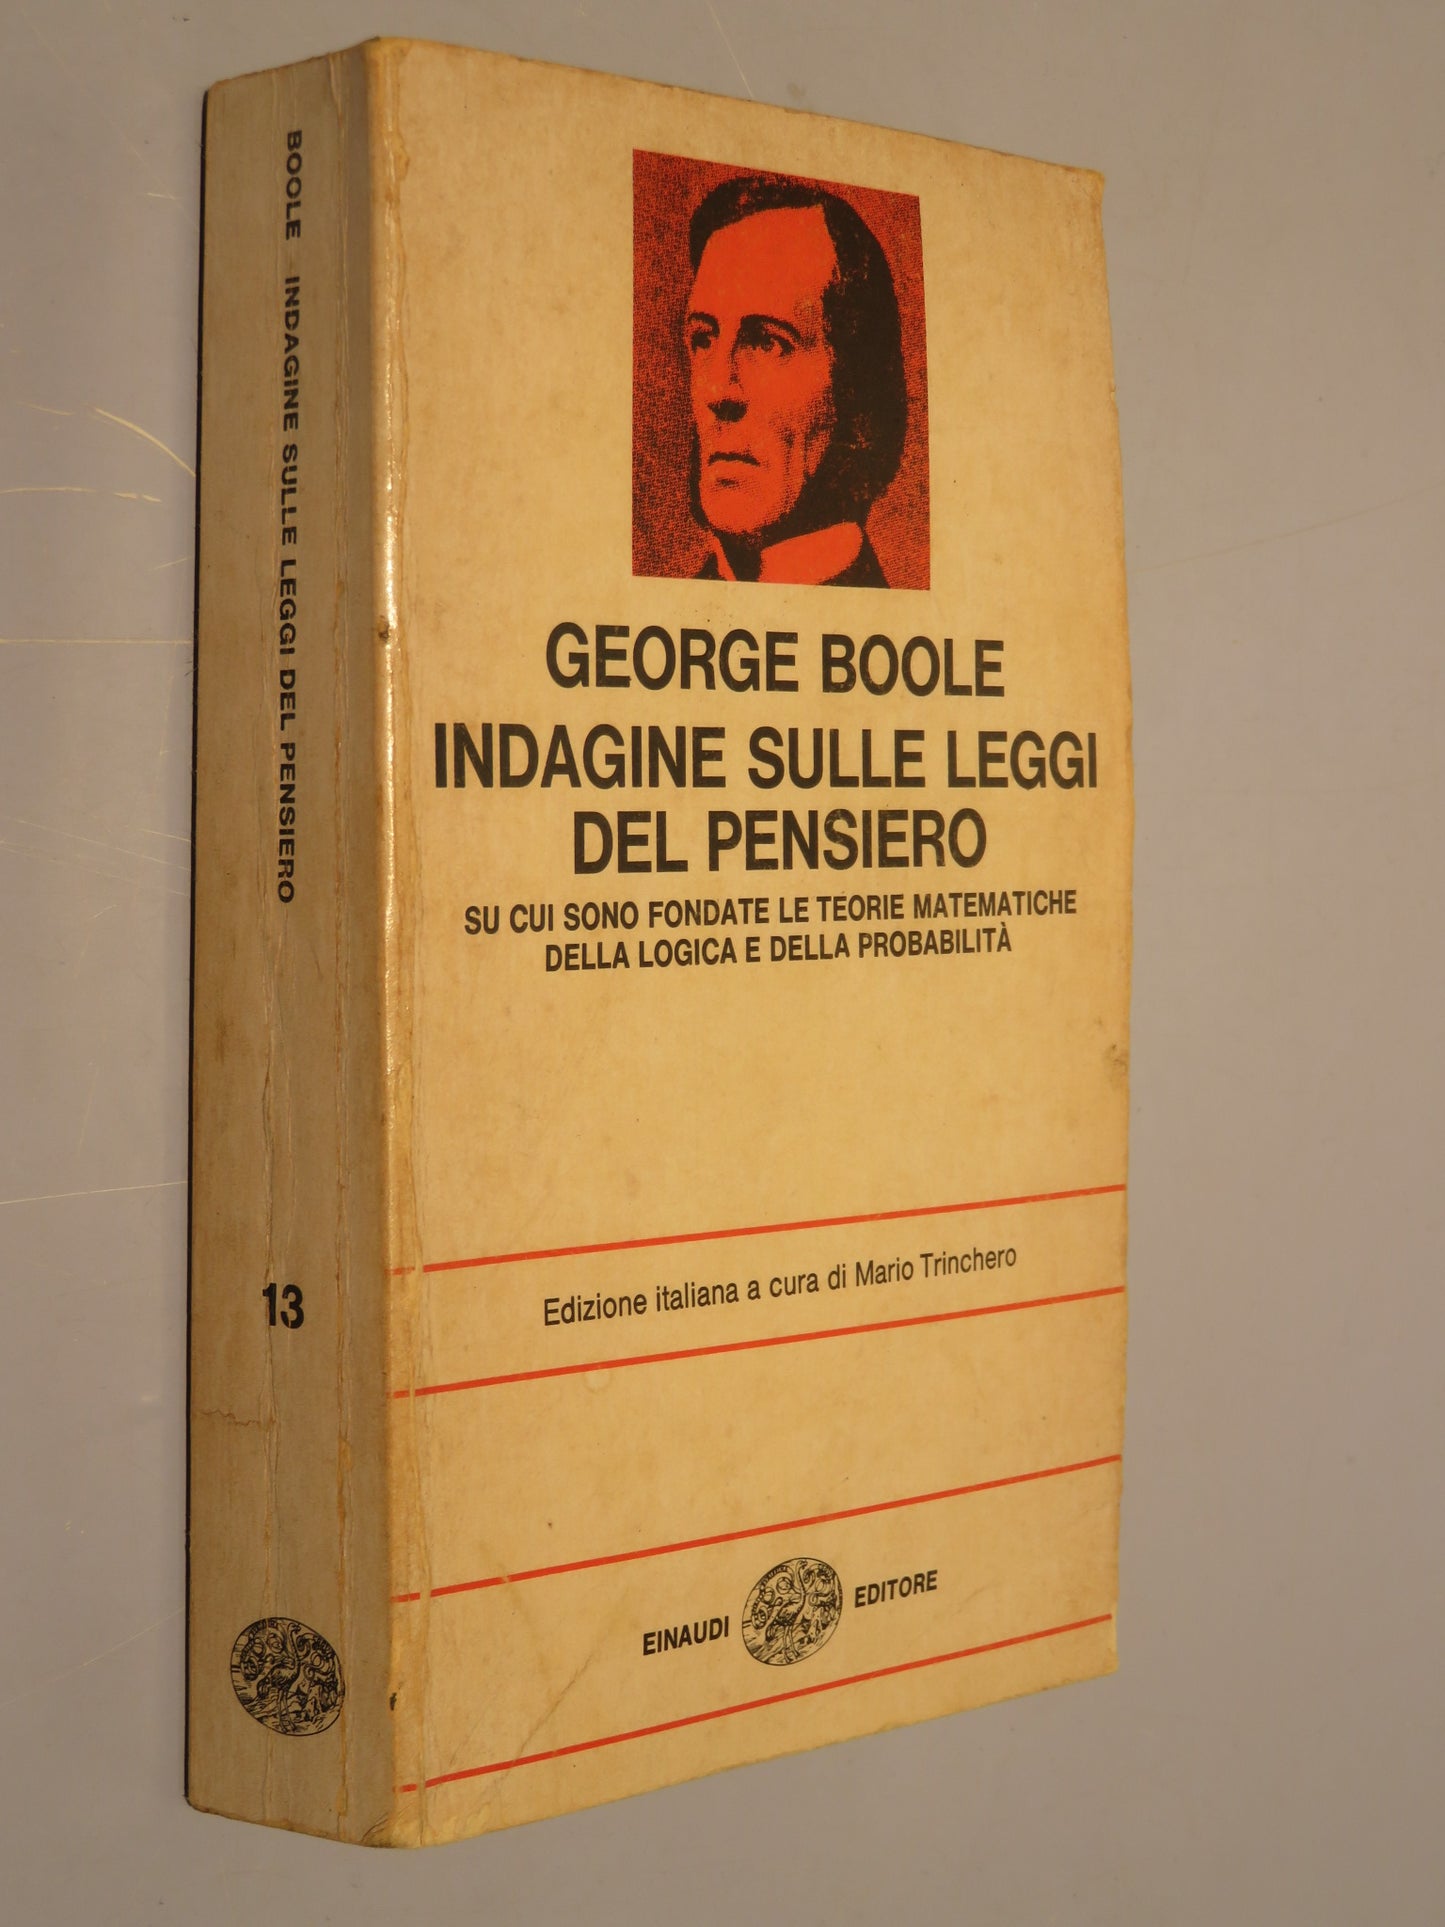 BOOLE INDAGINE SULLE LEGGI DEL PENSIERO
13
GEORGE BOOLE
INDAGINE SULLE LEGGI
DEL PENSIERO
SU CUI SONO FONDATE LE TEORIE MATEMATICHE
DELLA LOGICA E DELLA PROBABILITÀ
Edizione italiana a cura di Mario Trinchero
EINAUDI EDITORE